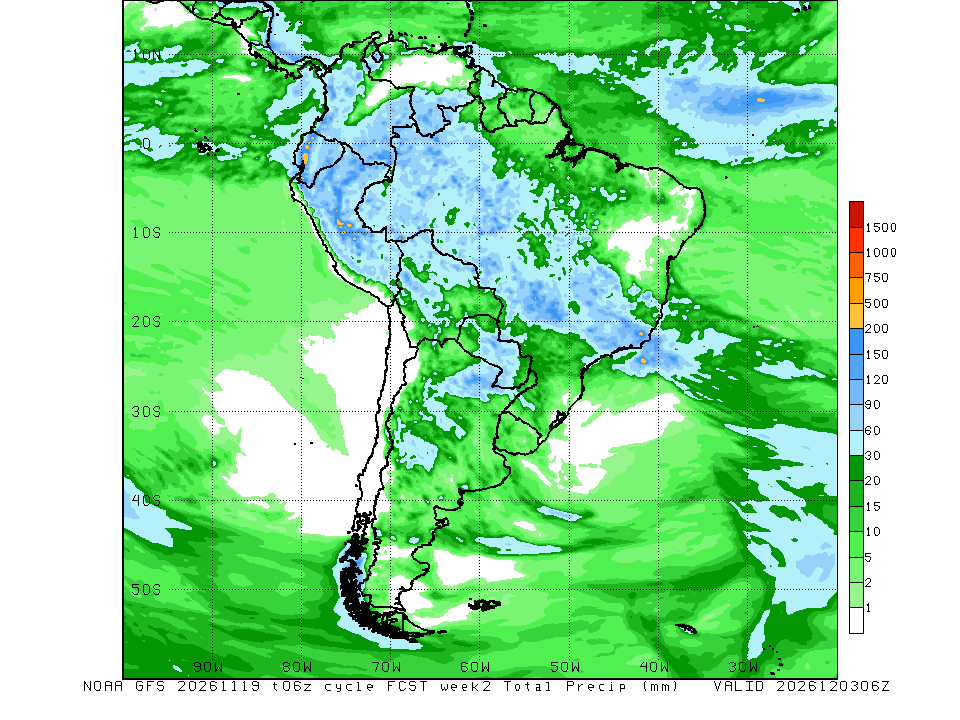 10N
0
10S
20S
30S
40S
50S
90W 80W 70W 60W 50W 40W 30W
1500
1000
750
500
200
150
120
90
60
30
20
15
10
5
2
1
NOAA GFS 20261119 t06z cycle FCST week2 Total Precip (mm) VALID 2026120306Z